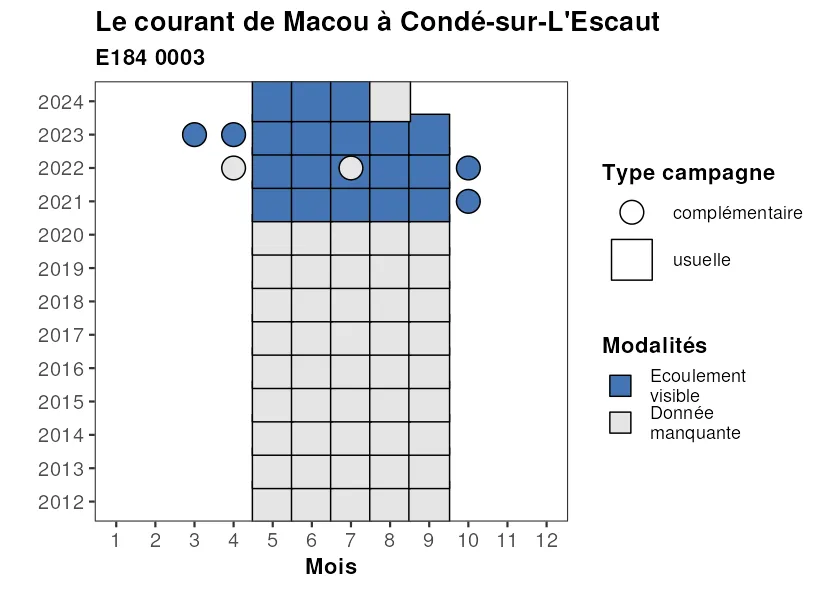 Le courant de Macou à Condé-sur-L'Escaut
E184 0003
2024
2023
2022
2021
2020
2019
2018
2017
2016
2015
2014
2013
2012
1 2 3 4 5 6 7 8 9 10 11 12
Mois
Type campagne
complémentaire
usuelle
Modalités
Ecoulement
visible
Donnée
manquante